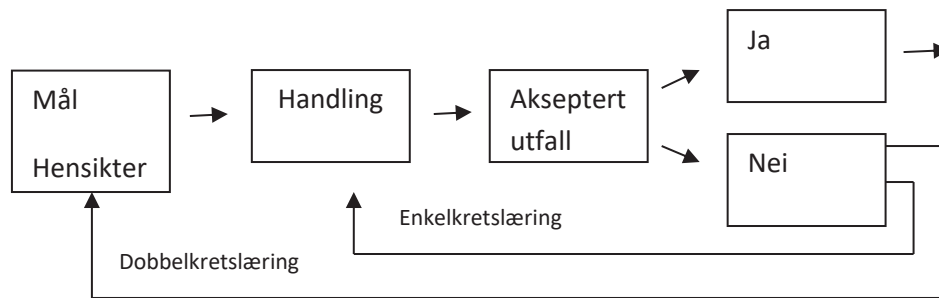 Mål
Hensikter
Handling
Akseptert
utfall
Ja
Nei
Enkelkretslæring
Dobbelkretslæring